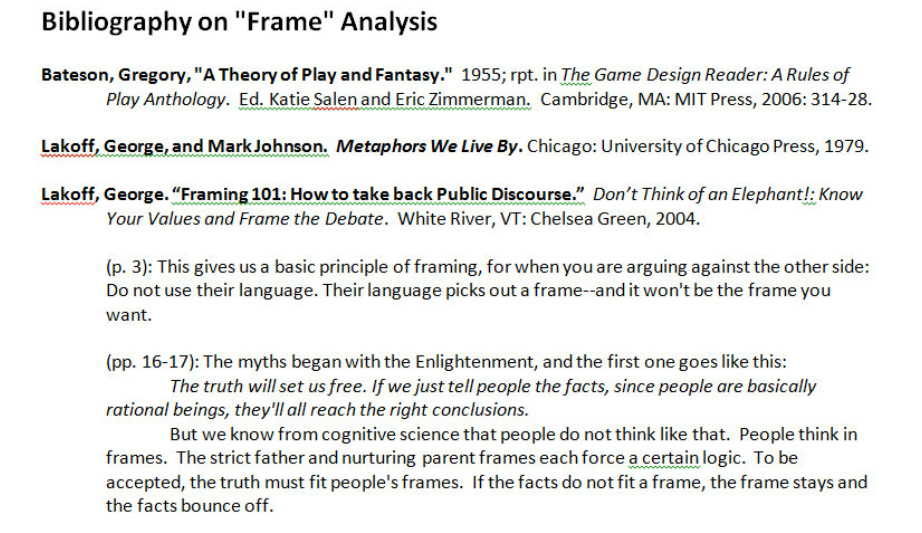 Bibliography on "Frame" Analysis
Bateson, Gregory, "A Theory of Play and Fantasy."  1955; rpt. in The Game Design Reader: A Rules of
Play Anthology.  Ed. Katie Salen and Eric Zimmerman.  Cambridge, MA: MIT Press, 2006: 314-28.
Lakoff, George, and Mark Johnson.  Metaphors We Live By. Chicago: University of Chicago Press, 1979.
Lakoff, George. “Framing 101: How to take back Public Discourse.”  Don’t Think of an Elephant!: Know
Your Values and Frame the Debate.  White River, VT: Chelsea Green, 2004.
(p. 3): This gives us a basic principle of framing, for when you are arguing against the other side:
Do not use their language. Their language picks out a frame--and it won't be the frame you
want.
(pp. 16-17): The myths began with the Enlightenment, and the first one goes like this:
The truth will set us free. If we just tell people the facts, since people are basically
rational beings, they'll all reach the right conclusions.
But we know from cognitive science that people do not think like that.  People think in
frames.  The strict father and nurturing parent frames each force a certain logic.  To be
accepted, the truth must fit people's frames.  If the facts do not fit a frame, the frame stays and
the facts bounce off.